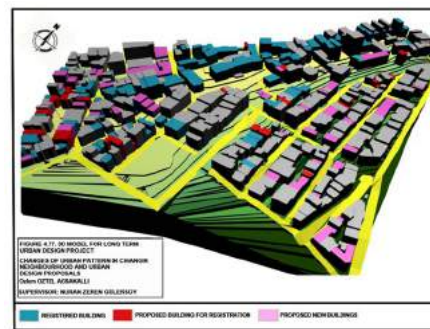 FIGURE 4.77. 3D MODEL FOR LONG TERM
URBAN DESIGN PROJECT
CHANGES OF URBAN PATTERN IN CIHANGIR
NEIGHBOURHOOD AND URBAN
DESIGN PROPOSALS
SUPERVISOR: NURAN ZEREN GULERSOY
REGISTERED BUILDING
PROPOSED BUILDING FOR REGISTRATION
PROPOSED NEW BUILDINGS